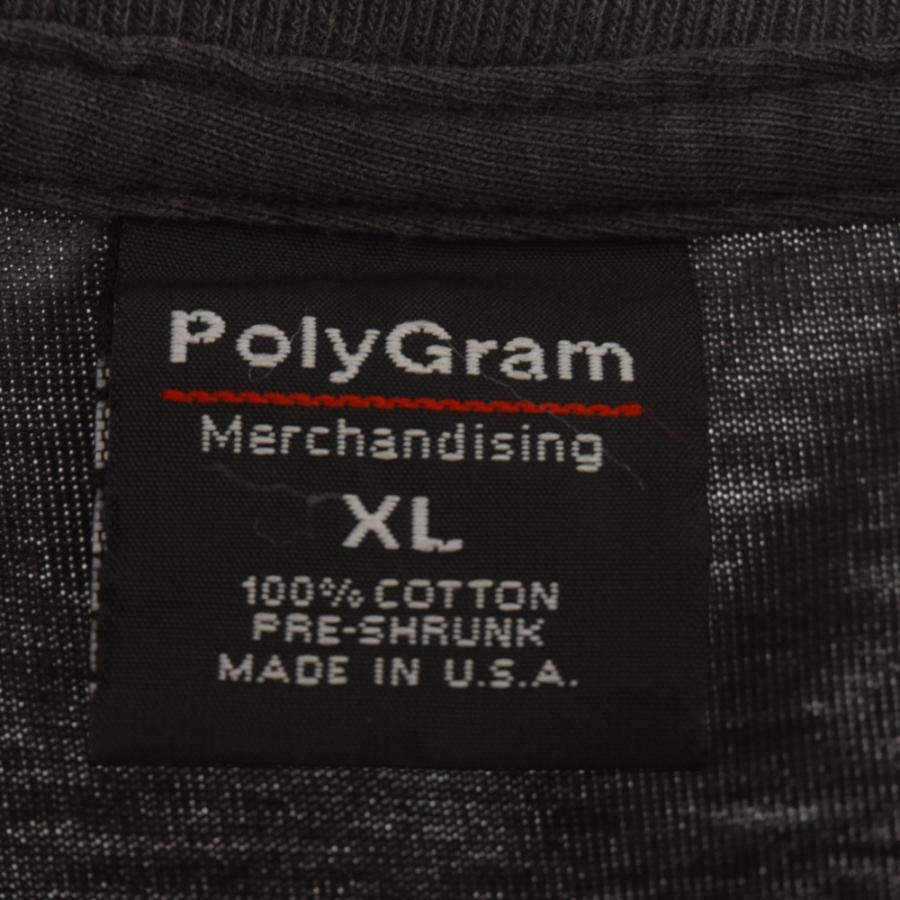 PolyGram
Merchandising
XL
100% COTTON
PRE-SHRUNK
MADE IN U.S.A.